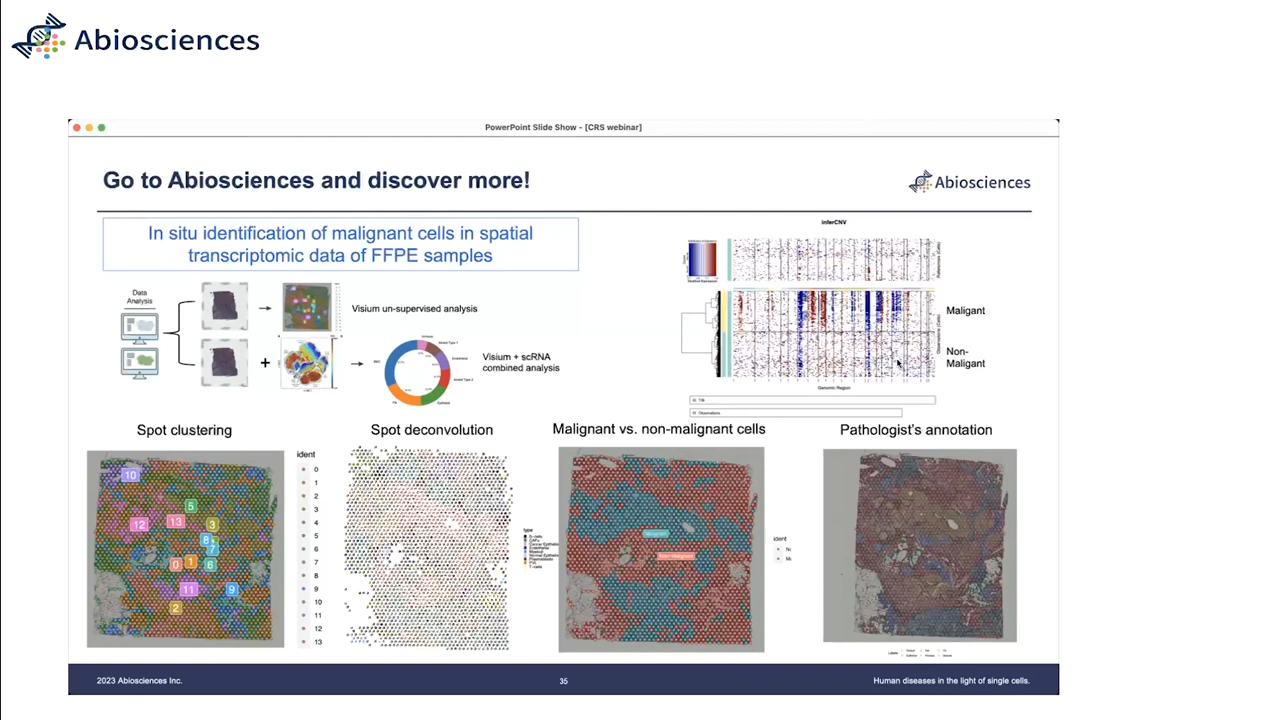 Abiosciences
PowerPoint Slide Show - [CRS webinar]
Go to Abiosciences and discover more!
Abiosciences
In situ identification of malignant cells in spatial
transcriptomic data of FFPE samples
Data
Analysis
Visium un-supervised analysis
+
Visium + scRNA
combined analysis
inferCNV
Maligant
Non-
Malignant
Genomic Region
Observations
Spot clustering
Spot deconvolution
Malignant vs. non-malignant cells
Pathologist's annotation
10
5
12
13
3
8
7
0
1
6
11
9
2
ident
0
1
2
3
4
5
6
7
8
9
10
11
12
13
type
ident
2023 Abiosciences Inc.
35
Human diseases in the light of single cells.